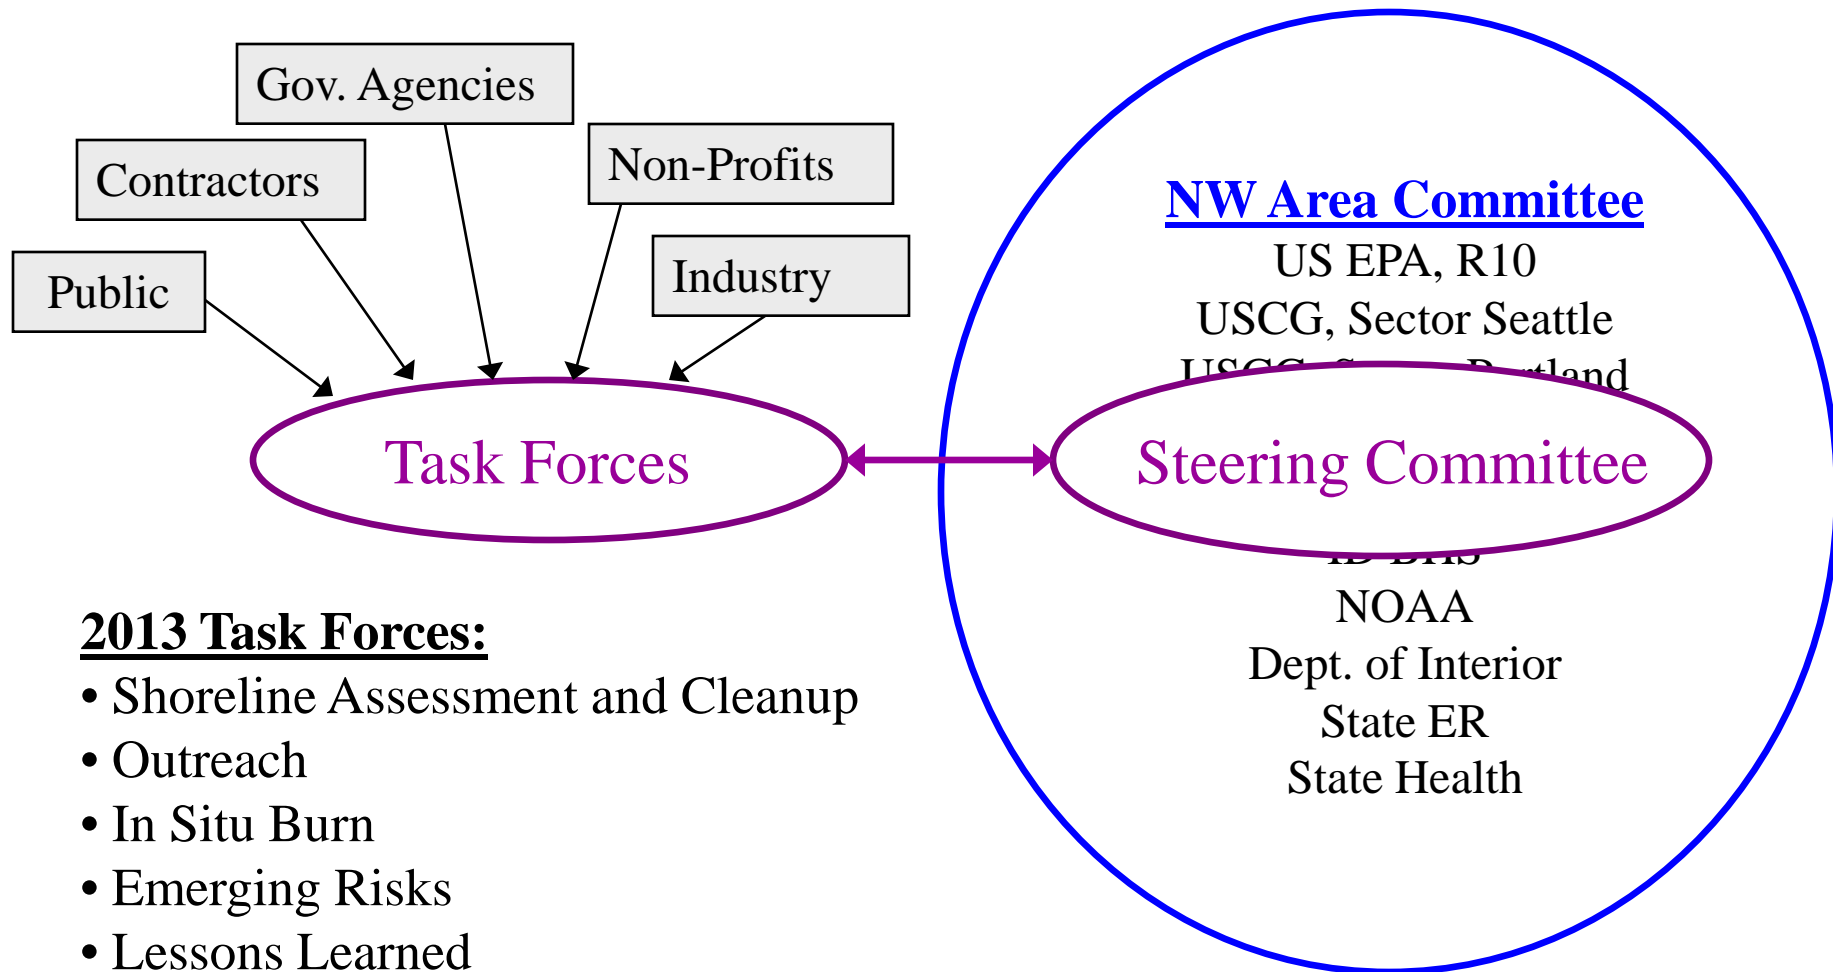 Gov. Agencies
Contractors
Non-Profits
Public
Industry
Task Forces
2013 Task Forces:
• Shoreline Assessment and Cleanup
• Outreach
• In Situ Burn
• Emerging Risks
• Lessons Learned
NW Area Committee
US EPA, R10
USCG, Sector Seattle
USCG, Portland
Steering Committee
NOAA
Dept. of Interior
State ER
State Health